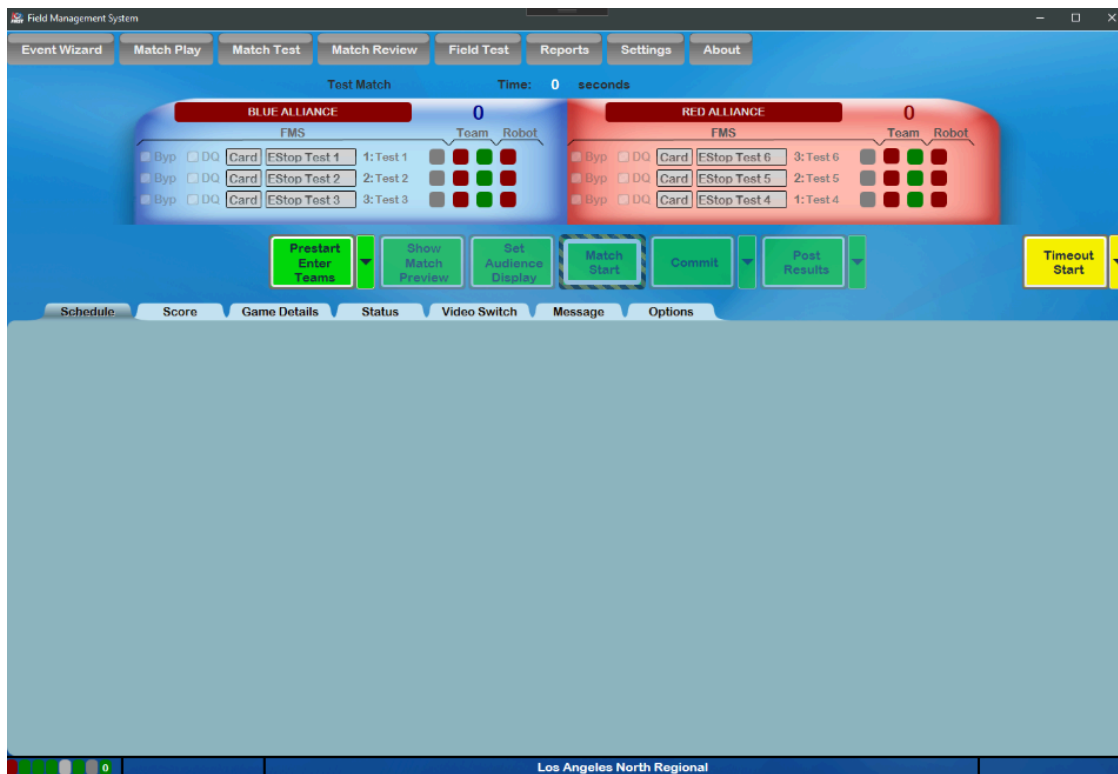 Field Management System
Event Wizard Match Play Match Test Match Review Field Test Reports Settings About
Test Match Time: 0 seconds
BLUE ALLIANCE 0 RED ALLIANCE 0
FMS Team Robot FMS Team Robot
Byp DQ Card EStop Test 1 1: Test 1 Byp DQ Card EStop Test 6 3: Test 6
Byp DQ Card EStop Test 2 2: Test 2 Byp DQ Card EStop Test 5 2: Test 5
Byp DQ Card EStop Test 3 3: Test 3 Byp DQ Card EStop Test 4 1: Test 4
Prestart Enter Teams Show Match Preview Set Audience Display Match Start Commit Post Results Timeout Start
Schedule Score Game Details Status Video Switch Message Options
0 Los Angeles North Regional